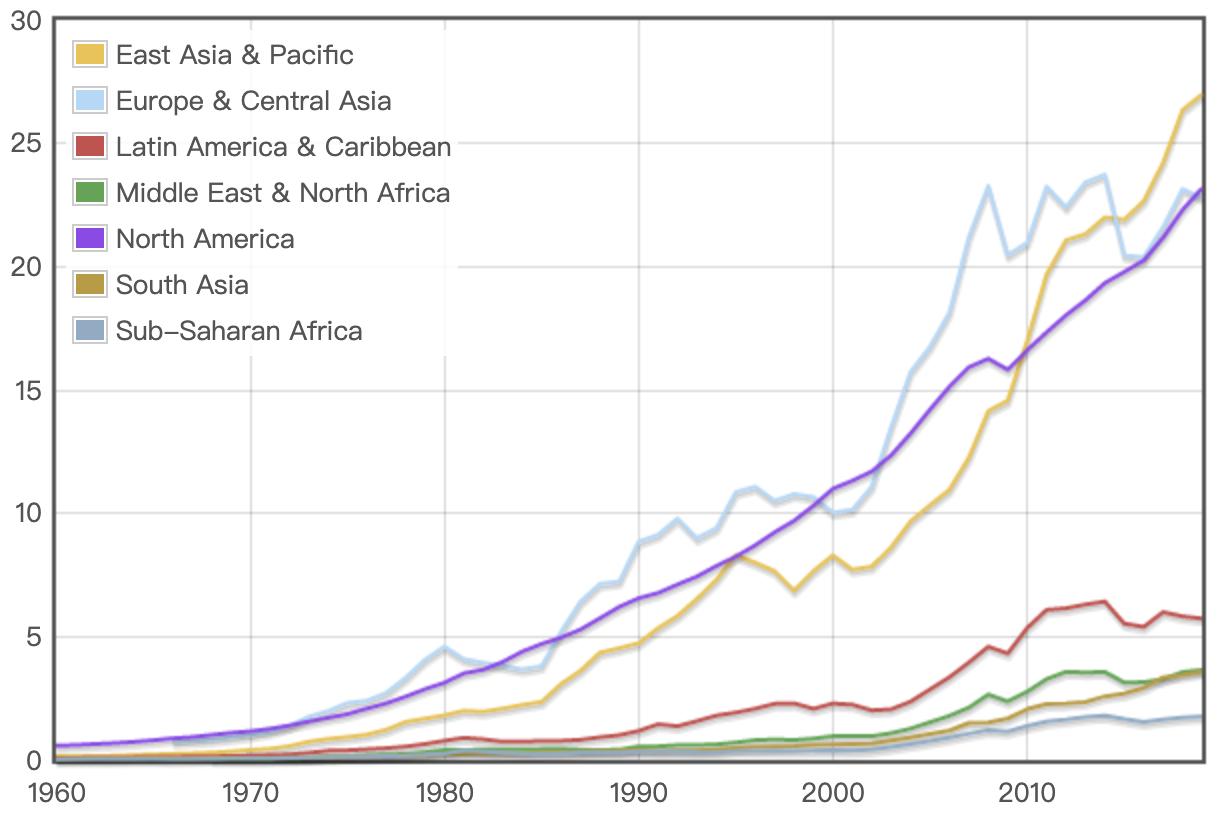 30
25
20
15
10
5
0
East Asia & Pacific
Europe & Central Asia
Latin America & Caribbean
Middle East & North Africa
North America
South Asia
Sub–Saharan Africa
1960 1970 1980 1990 2000 2010